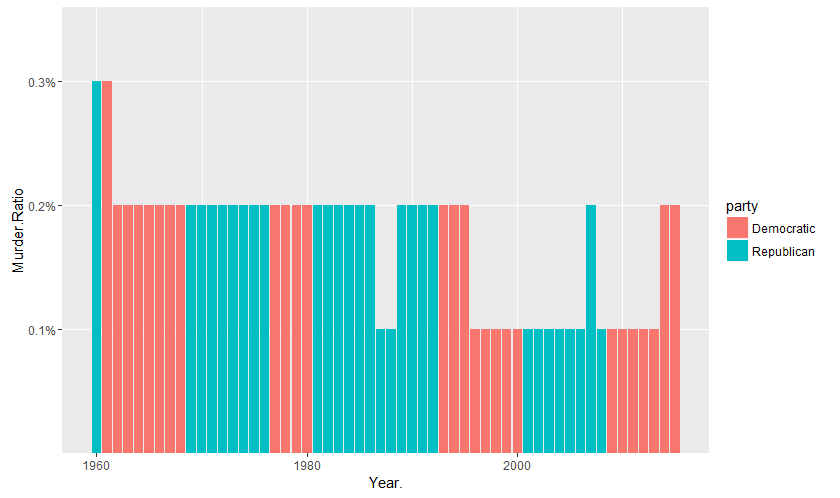 0.3%
0.2%
0.1%
Murder.Ratio
1960
1980
2000
Year.
party
Democratic
Republican